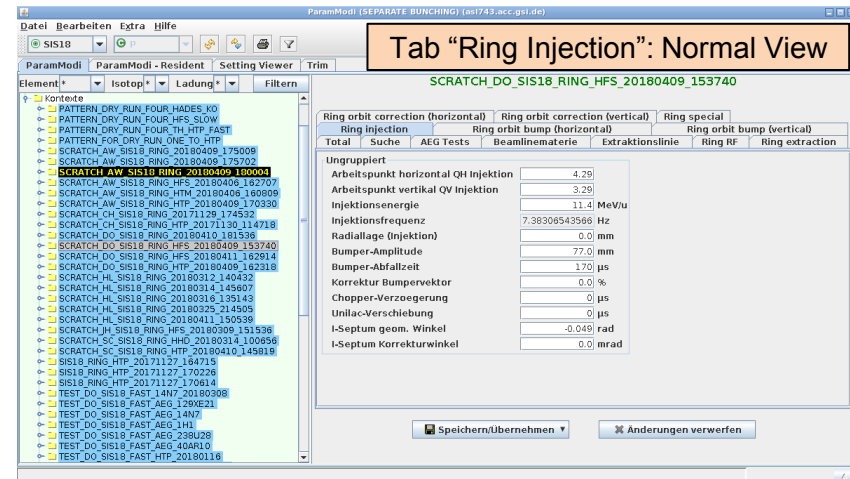 ParamModi (SEPARATE BUNCHING) (asl743.acc.gsi.de)
Datei Bearbeiten Extra Hilfe
SIS18 P
Tab “Ring Injection”: Normal View
ParamModi ParamModi - Resident Setting Viewer Trim
Element * Isotop * Ladung * Filtern
SCRATCH_DO_SIS18_RING_HFS_20180409_153740
Kontexte
PATTERN_DRY_RUN_FOUR_HADES_KO
PATTERN_DRY_RUN_FOUR_HFS_SLOW
PATTERN_DRY_RUN_FOUR_TH_HTP_FAST
PATTERN_FOR_DRY_RUN_ONE_TO_HTP
SCRATCH_AW_SIS18_RING_20180409_175009
SCRATCH_AW_SIS18_RING_20180409_175702
SCRATCH_AW_SIS18_RING_20180409_180004
SCRATCH_AW_SIS18_RING_HFS_20180406_162707
SCRATCH_AW_SIS18_RING_HTM_20180406_160809
SCRATCH_AW_SIS18_RING_HTP_20180409_170330
SCRATCH_CH_SIS18_RING_20171129_174532
SCRATCH_CH_SIS18_RING_HTP_20171130_114718
SCRATCH_DO_SIS18_RING_20180410_181536
SCRATCH_DO_SIS18_RING_HFS_20180409_153740
SCRATCH_DO_SIS18_RING_HFS_20180411_162914
SCRATCH_DO_SIS18_RING_HTP_20180409_162318
SCRATCH_HL_SIS18_RING_20180312_140432
SCRATCH_HL_SIS18_RING_20180314_145607
SCRATCH_HL_SIS18_RING_20180316_135143
SCRATCH_HL_SIS18_RING_20180325_214505
SCRATCH_HL_SIS18_RING_20180411_150539
SCRATCH_JH_SIS18_RING_HFS_20180309_151536
SCRATCH_SC_SIS18_RING_HHD_20180314_100656
SCRATCH_SC_SIS18_RING_HTP_20180410_145819
SIS18_RING_HTP_20171127_164715
SIS18_RING_HTP_20171127_170226
SIS18_RING_HTP_20171127_170614
TEST_DO_SIS18_FAST_14N7_20180308
TEST_DO_SIS18_FAST_AEG_129XE21
TEST_DO_SIS18_FAST_AEG_14N7
TEST_DO_SIS18_FAST_AEG_1H1
TEST_DO_SIS18_FAST_AEG_238U28
TEST_DO_SIS18_FAST_AEG_40AR10
TEST_DO_SIS18_FAST_HTP_20180116
Ring orbit correction (horizontal) Ring orbit correction (vertical) Ring special
Ring injection Ring orbit bump (horizontal) Ring orbit bump (vertical)
Total Suche AEG Tests Beamlinematerie Extraktionslinie Ring RF Ring extraction
Ungruppiert
Arbeitspunkt horizontal QH Injektion 4.29
Arbeitspunkt vertikal QV Injektion 3.29
Injektionsenergie 11.4 MeV/u
Injektionsfrequenz 7.38306543566 Hz
Radiallage (Injektion) 0.0 mm
Bumper-Amplitude 77.0 mm
Bumper-Abfallzeit 170 µs
Korrektur Bumpervektor 0.0 %
Chopper-Verzoegerung 0 µs
Unilac-Verschiebung 0 µs
I-Septum geom. Winkel -0.049 rad
I-Septum Korrekturwinkel 0.0 mrad
Speichern/Übernehmen Änderungen verwerfen